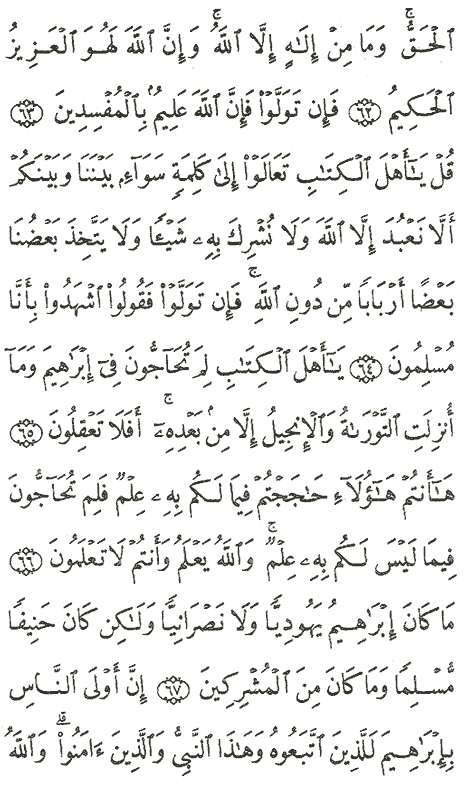 ٱلۡحَقُّۚ وَمَا مِنۡ إِلَٰهٍ إِلَّا ٱللَّهُۚ وَإِنَّ ٱللَّهَ لَهُوَ ٱلۡعَزِيزُ
ٱلۡحَكِيمُ ٦٢ فَإِن تَوَلَّوۡاْ فَإِنَّ ٱللَّهَ عَلِيمُۢ بِٱلۡمُفۡسِدِينَ ٦٣
قُلۡ يَٰٓأَهۡلَ ٱلۡكِتَٰبِ تَعَالَوۡاْ إِلَىٰ كَلِمَةٖ سَوَآءِۭ بَيۡنَنَا وَبَيۡنَكُمۡ
أَلَّا نَعۡبُدَ إِلَّا ٱللَّهَ وَلَا نُشۡرِكَ بِهِۦ شَيۡـٔٗا وَلَا يَتَّخِذَ بَعۡضُنَا
بَعۡضًا أَرۡبَابٗا مِّن دُونِ ٱللَّهِۚ فَإِن تَوَلَّوۡاْ فَقُولُواْ ٱشۡهَدُواْ بِأَنَّا
مُسۡلِمُونَ ٦٤ يَٰٓأَهۡلَ ٱلۡكِتَٰبِ لِمَ تُحَآجُّونَ فِيٓ إِبۡرَٰهِيمَ وَمَآ
أُنزِلَتِ ٱلتَّوۡرَىٰةُ وَٱلۡإِنجِيلُ إِلَّا مِنۢ بَعۡدِهِۦٓۚ أَفَلَا تَعۡقِلُونَ ٦٥
هَٰٓأَنتُمۡ هَٰٓؤُلَآءِ حَٰجَجۡتُمۡ فِيمَا لَكُم بِهِۦ عِلۡمٞ فَلِمَ تُحَآجُّونَ
فِيمَا لَيۡسَ لَكُم بِهِۦ عِلۡمٞۚ وَٱللَّهُ يَعۡلَمُ وَأَنتُمۡ لَا تَعۡلَمُونَ ٦٦
مَا كَانَ إِبۡرَٰهِيمُ يَهُودِيّٗا وَلَا نَصۡرَانِيّٗا وَلَٰكِن كَانَ حَنِيفٗا
مُّسۡلِمٗا وَمَا كَانَ مِنَ ٱلۡمُشۡرِكِينَ ٦٧ إِنَّ أَوۡلَى ٱلنَّاسِ
بِإِبۡرَٰهِيمَ لَلَّذِينَ ٱتَّبَعُوهُ وَهَٰذَا ٱلنَّبِيُّ وَٱلَّذِينَ ءَامَنُواْۗ وَٱللَّهُ